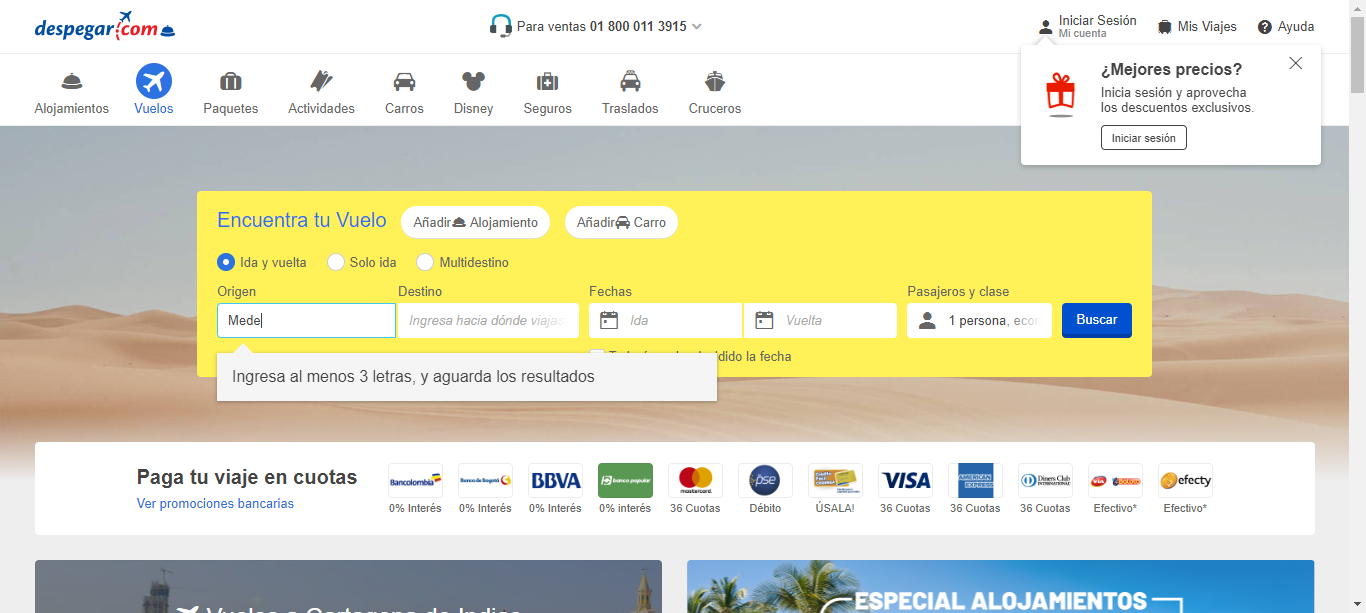 despegar.com
Para ventas 01 800 011 3915
Iniciar Sesión
Mi cuenta
Mis Viajes
Ayuda
Alojamientos
Vuelos
Paquetes
Actividades
Carros
Disney
Seguros
Traslados
Cruceros
¿Mejores precios?
Inicia sesión y aprovecha
los descuentos exclusivos.
Iniciar sesión
Encuentra tu Vuelo
Añadir Alojamiento
Añadir Carro
Ida y vuelta
Solo ida
Multidestino
Origen
Destino
Fechas
Pasajeros y clase
Mede
Ingresa hacia dónde viajas
Ida
Vuelta
1 persona, econ
Buscar
dido la fecha
Ingresa al menos 3 letras, y aguarda los resultados
Paga tu viaje en cuotas
Ver promociones bancarias
Bancolombia
Banco de Bogotá
BBVA
banco popular
mastercard
pse
VISA
AMERICAN EXPRESS
Diners Club
INTERNATIONAL
VIA BALOTO
efecty
0% Interés
0% Interés
0% Interés
0% interés
36 Cuotas
Débito
ÚSALA!
36 Cuotas
36 Cuotas
36 Cuotas
Efectivo*
Efectivo*
Vuelos a Cartagena de Indias
ESPECIAL ALOJAMIENTOS